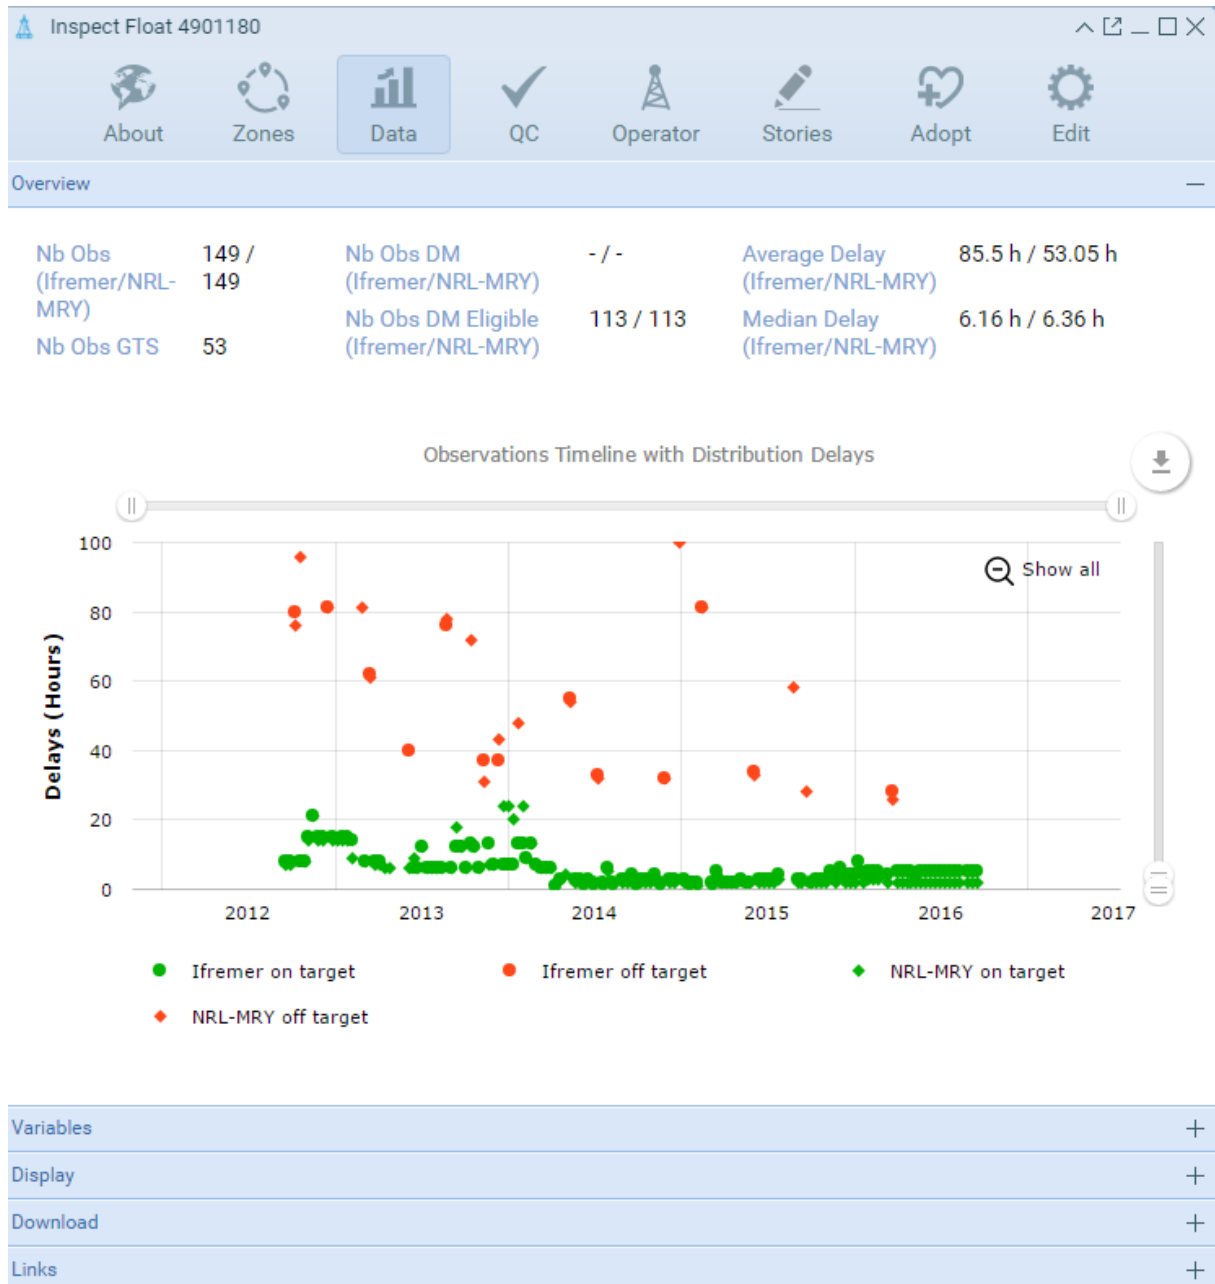 Inspect Float 4901180
About Zones Data QC Operator Stories Adopt Edit
Overview
Nb Obs (Ifremer/NRL-MRY) 149 / 149
Nb Obs GTS 53
Nb Obs DM (Ifremer/NRL-MRY) - / -
Nb Obs DM Eligible (Ifremer/NRL-MRY) 113 / 113
Average Delay (Ifremer/NRL-MRY) 85.5 h / 53.05 h
Median Delay (Ifremer/NRL-MRY) 6.16 h / 6.36 h
Observations Timeline with Distribution Delays
Show all
Delays (Hours)
100
80
60
40
20
0
2012 2013 2014 2015 2016 2017
Ifremer on target Ifremer off target NRL-MRY on target
NRL-MRY off target
Variables
Display
Download
Links